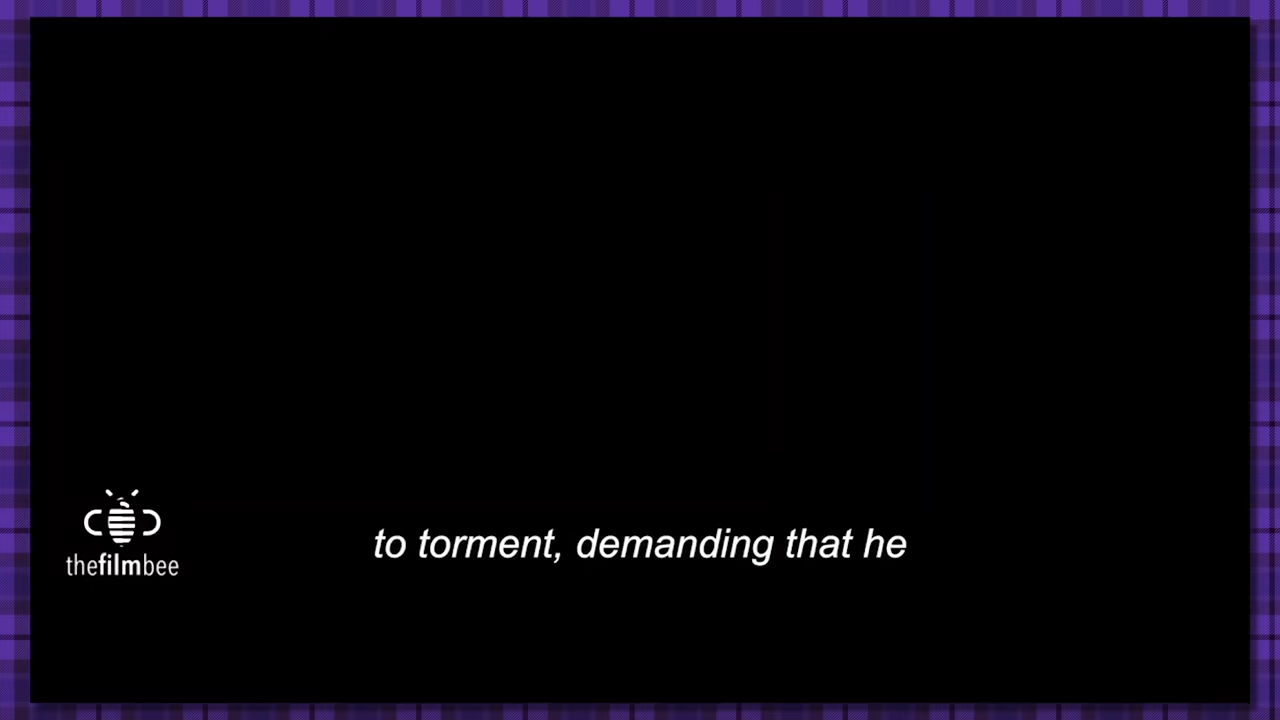 to torment, demanding that he
thefilmbee